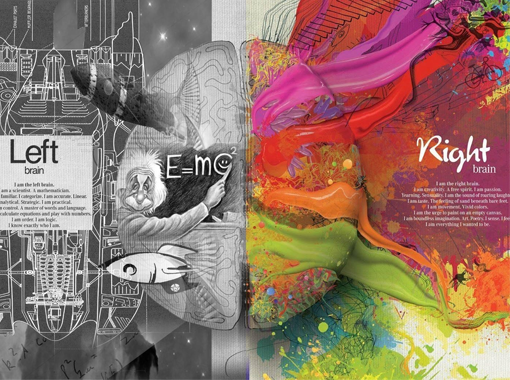 Left
brain
I am the left brain.
am a scientist. A mathematician.
familiar. I categorize. I am accurate. Linear.
nalytical. Strategic. I am practical.
n control. A master of words and language.
calculate equations and play with numbers.
I am order. I am logic.
I know exactly who I am.
E=mc²
Right
brain
I am the right brain.
I am creativity. A free spirit. I am passion.
Yearning. Sensuality. I am the sound of roaring laughter.
I am taste. The feeling of sand beneath bare feet.
I am movement. Vivid colors.
I am the urge to paint on an empty canvas.
I am boundless imagination. Art. Poetry. I sense. I feel.
I am everything I wanted to be.